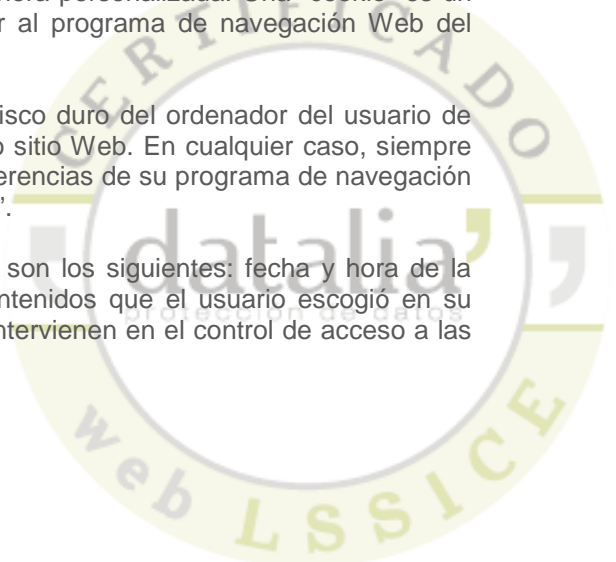 nera personalizada. Una "cookie" es un
r al programa de navegación Web del
isco duro del ordenador del usuario de
o sitio Web. En cualquier caso, siempre
erencias de su programa de navegación
”.
son los siguientes: fecha y hora de la
ntenidos que el usuario escogió en su
ntervienen en el control de acceso a las
CERTIFICADO
datalia
protección de datos
Web LSSICE